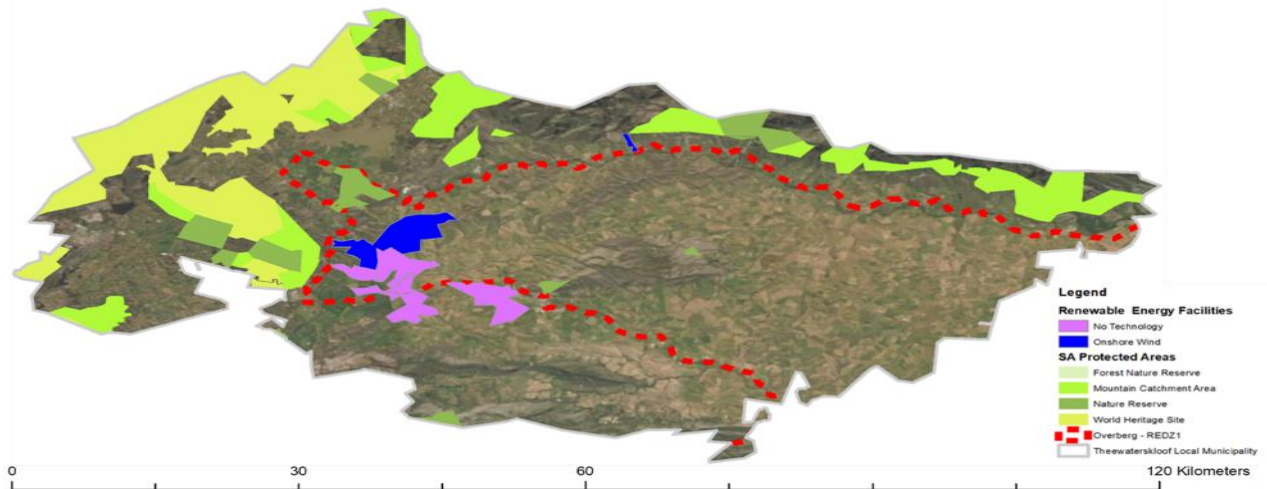 Legend
Renewable Energy Facilities
No Technology
Onshore Wind
SA Protected Areas
Forest Nature Reserve
Mountain Catchment Area
Nature Reserve
World Heritage Site
Overberg - REDZ1
Theewaterskloof Local Municipality
0 30 60 120 Kilometers